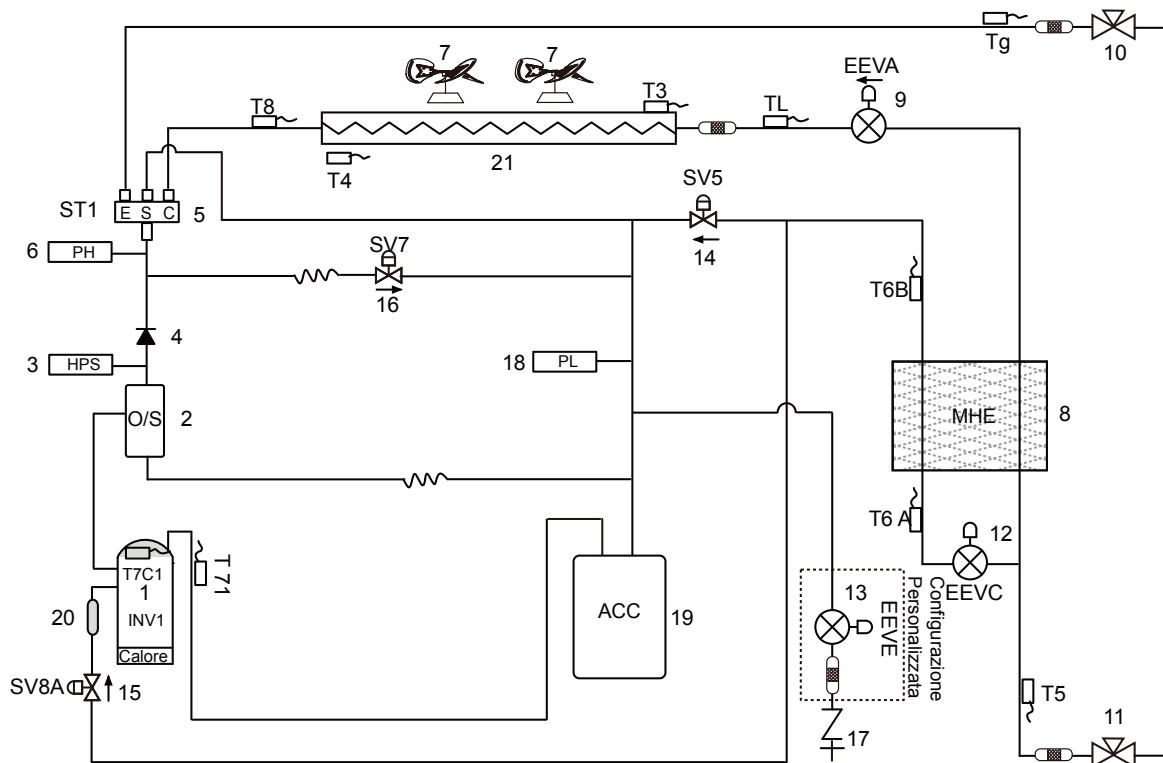 Tg
10
7
7
EEVA
9
T8
T3
TL
T4
21
SV5
ST1
E S C
5
6
PH
SV7
14
16
T6B
4
3
HPS
18
PL
O/S
2
MHE
8
T6 A
12
EEVC
T7C1
1
INV1
Calore
T 71
20
ACC
19
13
EEVE
Configurazione
Personalizzata
SV8A
15
17
T5
11